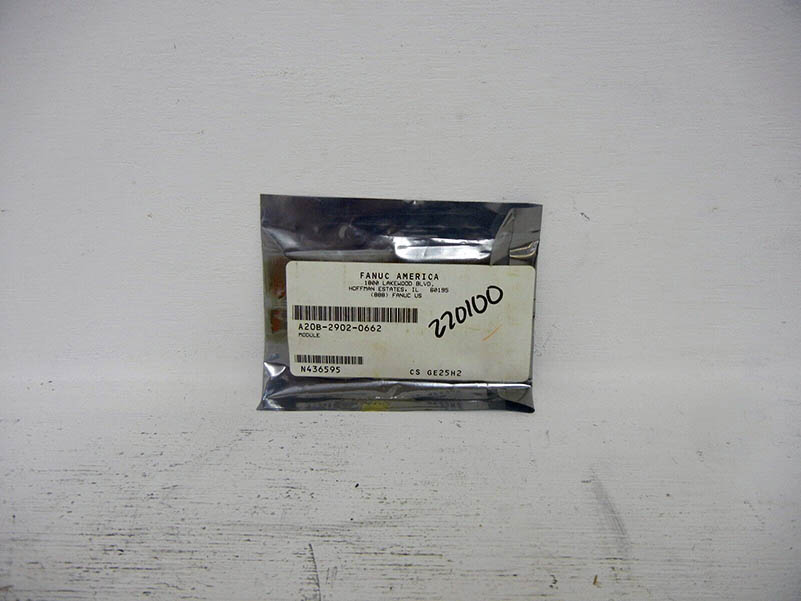 FANUC AMERICA
1800 LAKEWOOD BLVD.
HOFFMAN ESTATES, IL 60195
(888) FANUC US
220100
A20B-2902-0662
MODULE
N436595
CS GE25H2